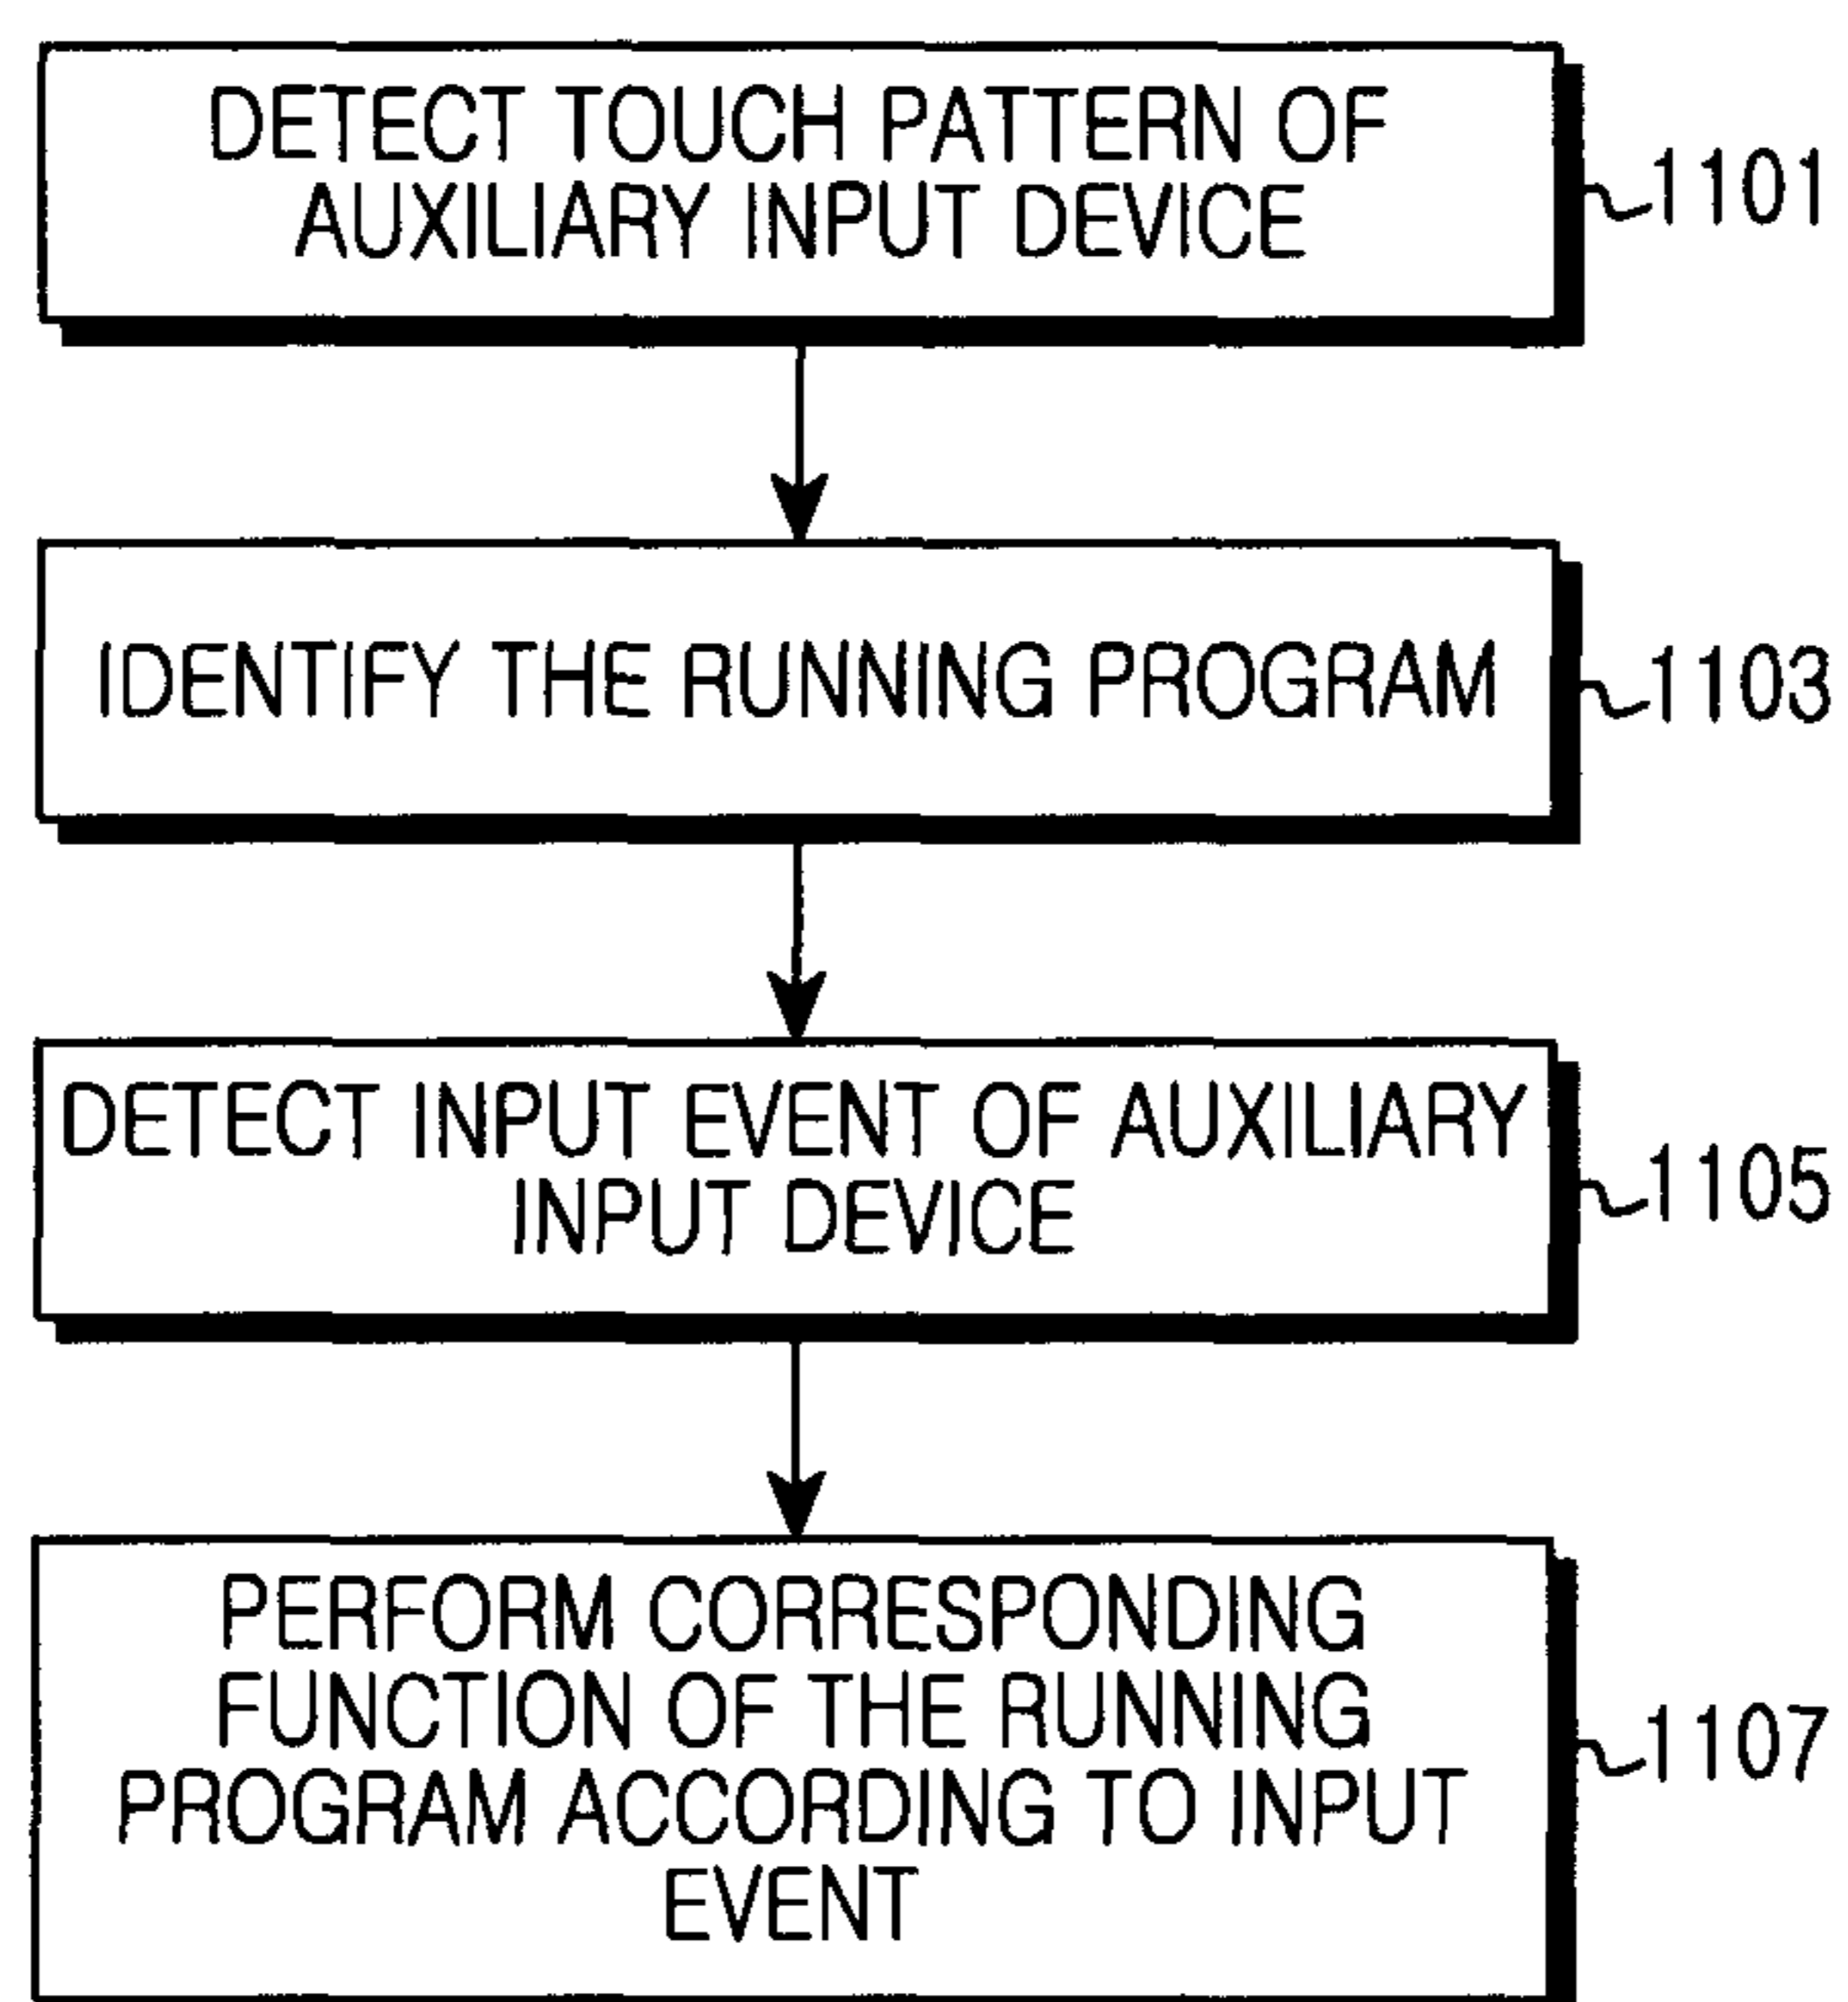 DETECT TOUCH PATTERN OF
AUXILIARY INPUT DEVICE
1101
IDENTIFY THE RUNNING PROGRAM
1103
DETECT INPUT EVENT OF AUXILIARY
INPUT DEVICE
1105
PERFORM CORRESPONDING
FUNCTION OF THE RUNNING
PROGRAM ACCORDING TO INPUT
EVENT
1107